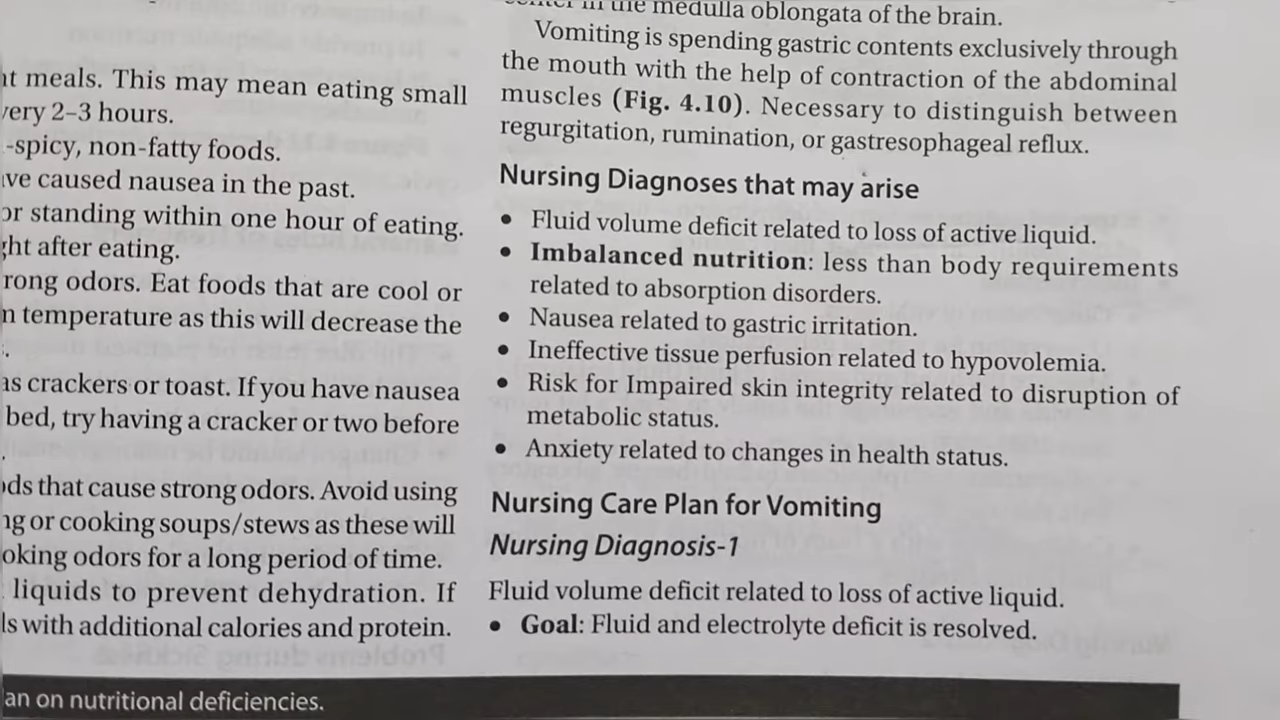 meals. This may mean eating small
2–3 hours.
-spicy, non-fatty foods.
caused nausea in the past.
or standing within one hour of eating.
after eating.
odors. Eat foods that are cool or
temperature as this will decrease the
as crackers or toast. If you have nausea
bed, try having a cracker or two before
that cause strong odors. Avoid using
or cooking soups/stews as these will
odors for a long period of time.
liquids to prevent dehydration. If
with additional calories and protein.
in the medulla oblongata of the brain.
Vomiting is spending gastric contents exclusively through
the mouth with the help of contraction of the abdominal
muscles (Fig. 4.10). Necessary to distinguish between
regurgitation, rumination, or gastresophageal reflux.
Nursing Diagnoses that may arise
• Fluid volume deficit related to loss of active liquid.
• Imbalanced nutrition: less than body requirements
related to absorption disorders.
• Nausea related to gastric irritation.
• Ineffective tissue perfusion related to hypovolemia.
• Risk for Impaired skin integrity related to disruption of
metabolic status.
• Anxiety related to changes in health status.
Nursing Care Plan for Vomiting
Nursing Diagnosis-1
Fluid volume deficit related to loss of active liquid.
• Goal: Fluid and electrolyte deficit is resolved.
an on nutritional deficiencies.